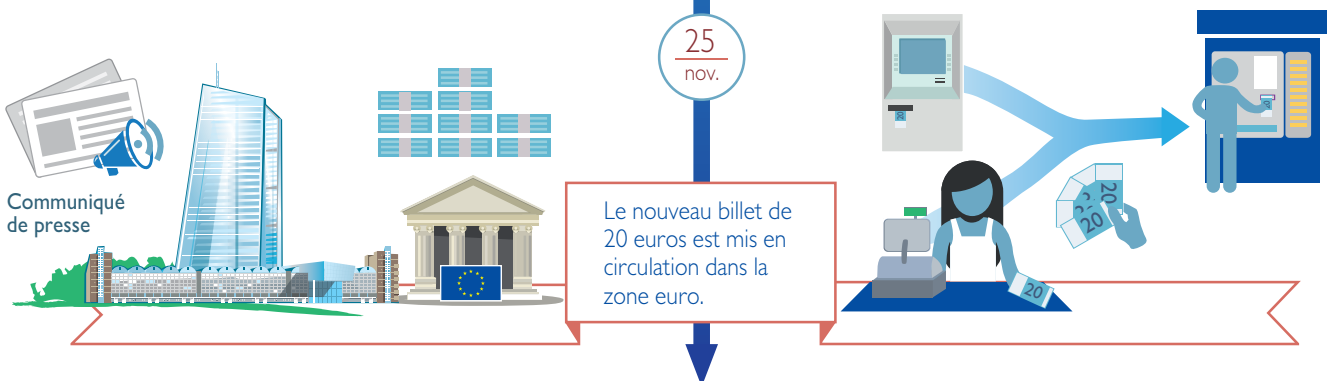 25
nov.
Communiqué
de presse
Le nouveau billet de
20 euros est mis en
circulation dans la
zone euro.
20
20
20
20